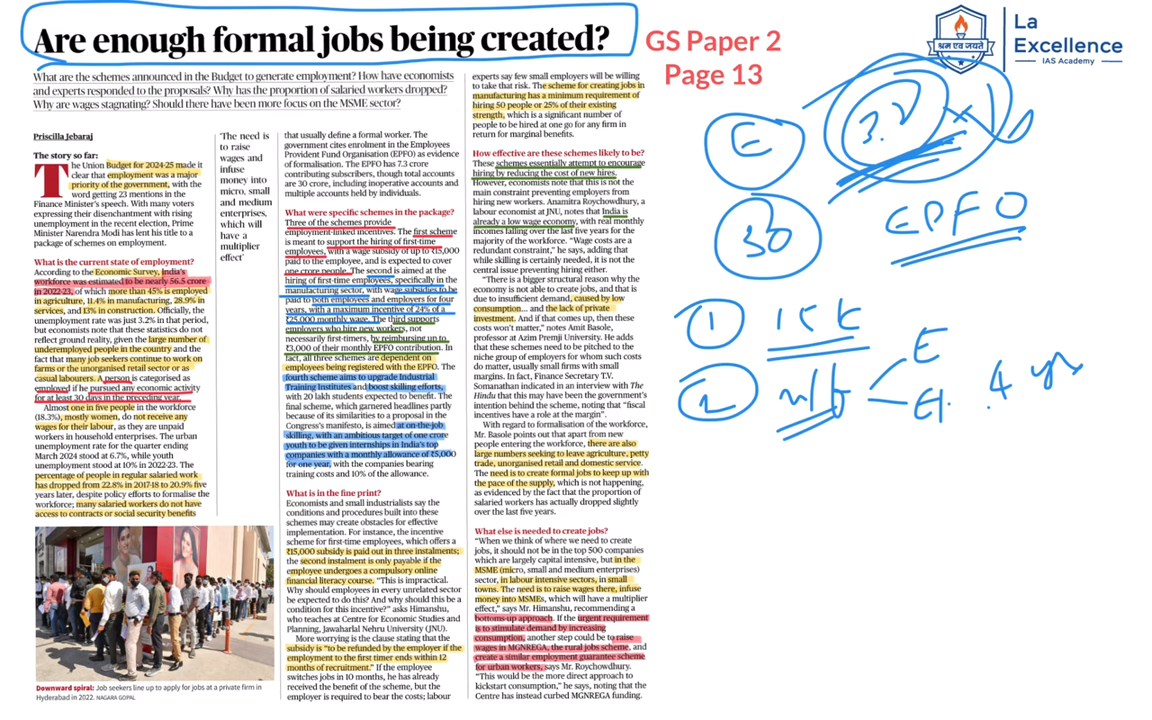 Are enough formal jobs being created?
What are the schemes announced in the Budget to generate employment? How have economists
and experts responded to the proposals? Why has the proportion of salaried workers dropped?
Why are wages stagnating? Should there have been more focus on the MSME sector?
Priscilla Jebaraj
The story so far:
The Union Budget for 2024-25 made it
clear that employment was a major
priority of the government, with the
word getting 23 mentions in the
Finance Minister's speech. With many voters
expressing their disenchantment with rising
unemployment in the recent election, Prime
Minister Narendra Modi has lent his title to a
package of schemes on employment.
What is the current state of employment?
According to the Economic Survey, India's
workforce was estimated to be nearly 56.5 crore
in 2022-23, of which more than 45% is employed
in agriculture, 11.4% in manufacturing, 28.9% in
services, and 13% in construction. Officially, the
unemployment rate was just 3.2% in that period,
but economists note that these statistics do not
reflect ground reality, given the large number of
underemployed people in the country and the
fact that many job seekers continue to work on
farms or the unorganised retail sector or as
casual labourers. A person is categorised as
employed if he pursued any economic activity
for at least 30 days in the preceding year.
Almost one in five people in the workforce
(18.3%), mostly women, do not receive any
wages for their labour, as they are unpaid
workers in household enterprises. The urban
unemployment rate for the quarter ending
March 2024 stood at 6.7%, while youth
unemployment stood at 10% in 2022-23. The
percentage of people in regular salaried work
has dropped from 22.8% in 2017-18 to 20.9% five
years later, despite policy efforts to formalise the
workforce; many salaried workers do not have
access to contracts or social security benefits
'The need is
to raise
wages and
infuse
money into
micro, small
and medium
enterprises,
which will
have a
multiplier
effect'
that usually define a formal worker. The
government cites enrolment in the Employees
Provident Fund Organisation (EPFO) as evidence
of formalisation. The EPFO has 7.3 crore
contributing subscribers, though total accounts
are 30 crore, including inoperative accounts and
multiple accounts held by individuals.
What were specific schemes in the package?
Three of the schemes provide
employment-linked incentives. The first scheme
is meant to support the hiring of first-time
employees, with a wage subsidy of up to ₹15,000
paid to the employee, and is expected to cover
one crore people. The second is aimed at the
hiring of first-time employees, specifically in the
manufacturing sector, with wage subsidies to be
paid to both employees and employers for four
years, with a maximum incentive of 24% of a
₹25,000 monthly wage. The third supports
employers who hire new workers, not
necessarily first-timers, by reimbursing up to
₹3,000 of their monthly EPFO contribution. In
fact, all three schemes are dependent on
employees being registered with the EPFO. The
fourth scheme aims to upgrade Industrial
Training Institutes and boost skilling efforts,
with 20 lakh students expected to benefit. The
final scheme, which garnered headlines partly
because of its similarities to a proposal in the
Congress's manifesto, is aimed at on-the-job
skilling, with an ambitious target of one crore
youth to be given internships in India's top
companies with a monthly allowance of ₹5,000
for one year, with the companies bearing
training costs and 10% of the allowance.
What is in the fine print?
Economists and small industrialists say the
conditions and procedures built into these
schemes may create obstacles for effective
implementation. For instance, the incentive
scheme for first-time employees, which offers a
₹15,000 subsidy is paid out in three instalments;
the second instalment is only payable if the
employee undergoes a compulsory online
financial literacy course. "This is impractical.
Why should employees in every unrelated sector
be expected to do this? And why should this be a
condition for this incentive?" asks Himanshu,
who teaches at Centre for Economic Studies and
Planning, Jawaharlal Nehru University (JNU).
More worrying is the clause stating that the
subsidy is "to be refunded by the employer if the
employment to the first timer ends within 12
months of recruitment." If the employee
switches jobs in 10 months, he has already
received the benefit of the scheme, but the
employer is required to bear the costs; labour
experts say few small employers will be willing
to take that risk. The scheme for creating jobs in
manufacturing has a minimum requirement of
hiring 50 people or 25% of their existing
strength, which is a significant number of
people to be hired at one go for any firm in
return for marginal benefits.
How effective are these schemes likely to be?
These schemes essentially attempt to encourage
hiring by reducing the cost of new hires.
However, economists note that this is not the
main constraint preventing employers from
hiring new workers. Anamitra Roychowdhury, a
labour economist at JNU, notes that India is
already a low wage economy, with real monthly
incomes falling over the last five years for the
majority of the workforce. "Wage costs are a
redundant constraint," he says, adding that
while skilling is certainly needed, it is not the
central issue preventing hiring either.
"There is a bigger structural reason why the
economy is not able to create jobs, and that is
due to insufficient demand, caused by low
consumption... and the lack of private
investment. And if that comes up, then these
costs won't matter," notes Amit Basole,
professor at Azim Premji University. He adds
that these schemes need to be pitched to the
niche group of employers for whom such costs
do matter, usually small firms with small
margins. In fact, Finance Secretary T.V.
Somanathan indicated in an interview with The
Hindu that this may have been the government's
intention behind the scheme, noting that "fiscal
incentives have a role at the margin".
With regard to formalisation of the workforce,
Mr. Basole points out that apart from new
people entering the workforce, there are also
large numbers seeking to leave agriculture, petty
trade, unorganised retail and domestic service.
The need is to create formal jobs to keep up with
the pace of the supply, which is not happening,
as evidenced by the fact that the proportion of
salaried workers has actually dropped slightly
over the last five years.
What else is needed to create jobs?
"When we think of where we need to create
jobs, it should not be in the top 500 companies
which are largely capital intensive, but in the
MSME (micro, small and medium enterprises)
sector, in labour intensive sectors, in small
towns. The need is to raise wages there, infuse
money into MSMEs, which will have a multiplier
effect," says Mr. Himanshu, recommending a
bottoms-up approach. If the urgent requirement
is to stimulate demand by increasing
consumption, another step could be to raise
wages in MGNREGA, the rural jobs scheme, and
create a similar employment guarantee scheme
for urban workers, says Mr. Roychowdhury.
"This would be the more direct approach to
kickstart consumption," he says, noting that the
Centre has instead curbed MGNREGA funding.
Downward spiral: Job seekers line up to apply for jobs at a private firm in
Hyderabad in 2022. NAGARA GOPAL
GS Paper 2
Page 13
श्रम एव जयते
La
Excellence
IAS Academy
E
3.2
30
EPFO
1 15K
2 E
4 yrs